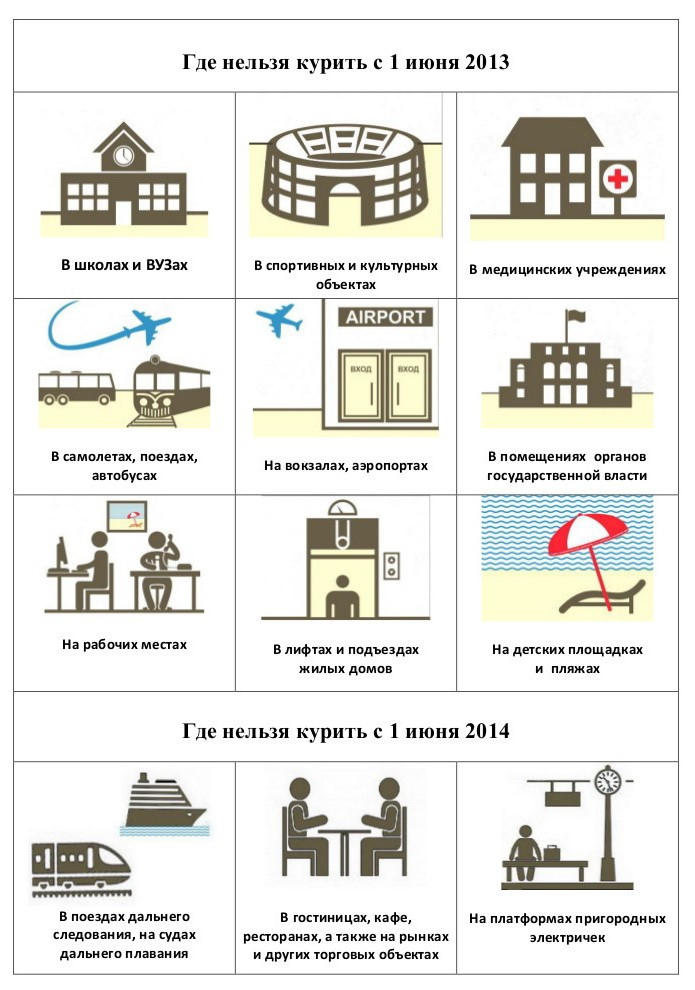 Где нельзя курить с 1 июня 2013
В школах и ВУЗах
В спортивных и культурных
объектах
В медицинских учреждениях
В самолетах, поездах,
автобусах
AIRPORT
ВХОД ВХОД
На вокзалах, аэропортах
В помещениях органов
государственной власти
На рабочих местах
В лифтах и подъездах
жилых домов
На детских площадках
и пляжах
Где нельзя курить с 1 июня 2014
В поездах дальнего
следования, на судах
дальнего плавания
В гостиницах, кафе,
ресторанах, а также на рынках
и других торговых объектах
На платформах пригородных
электричек